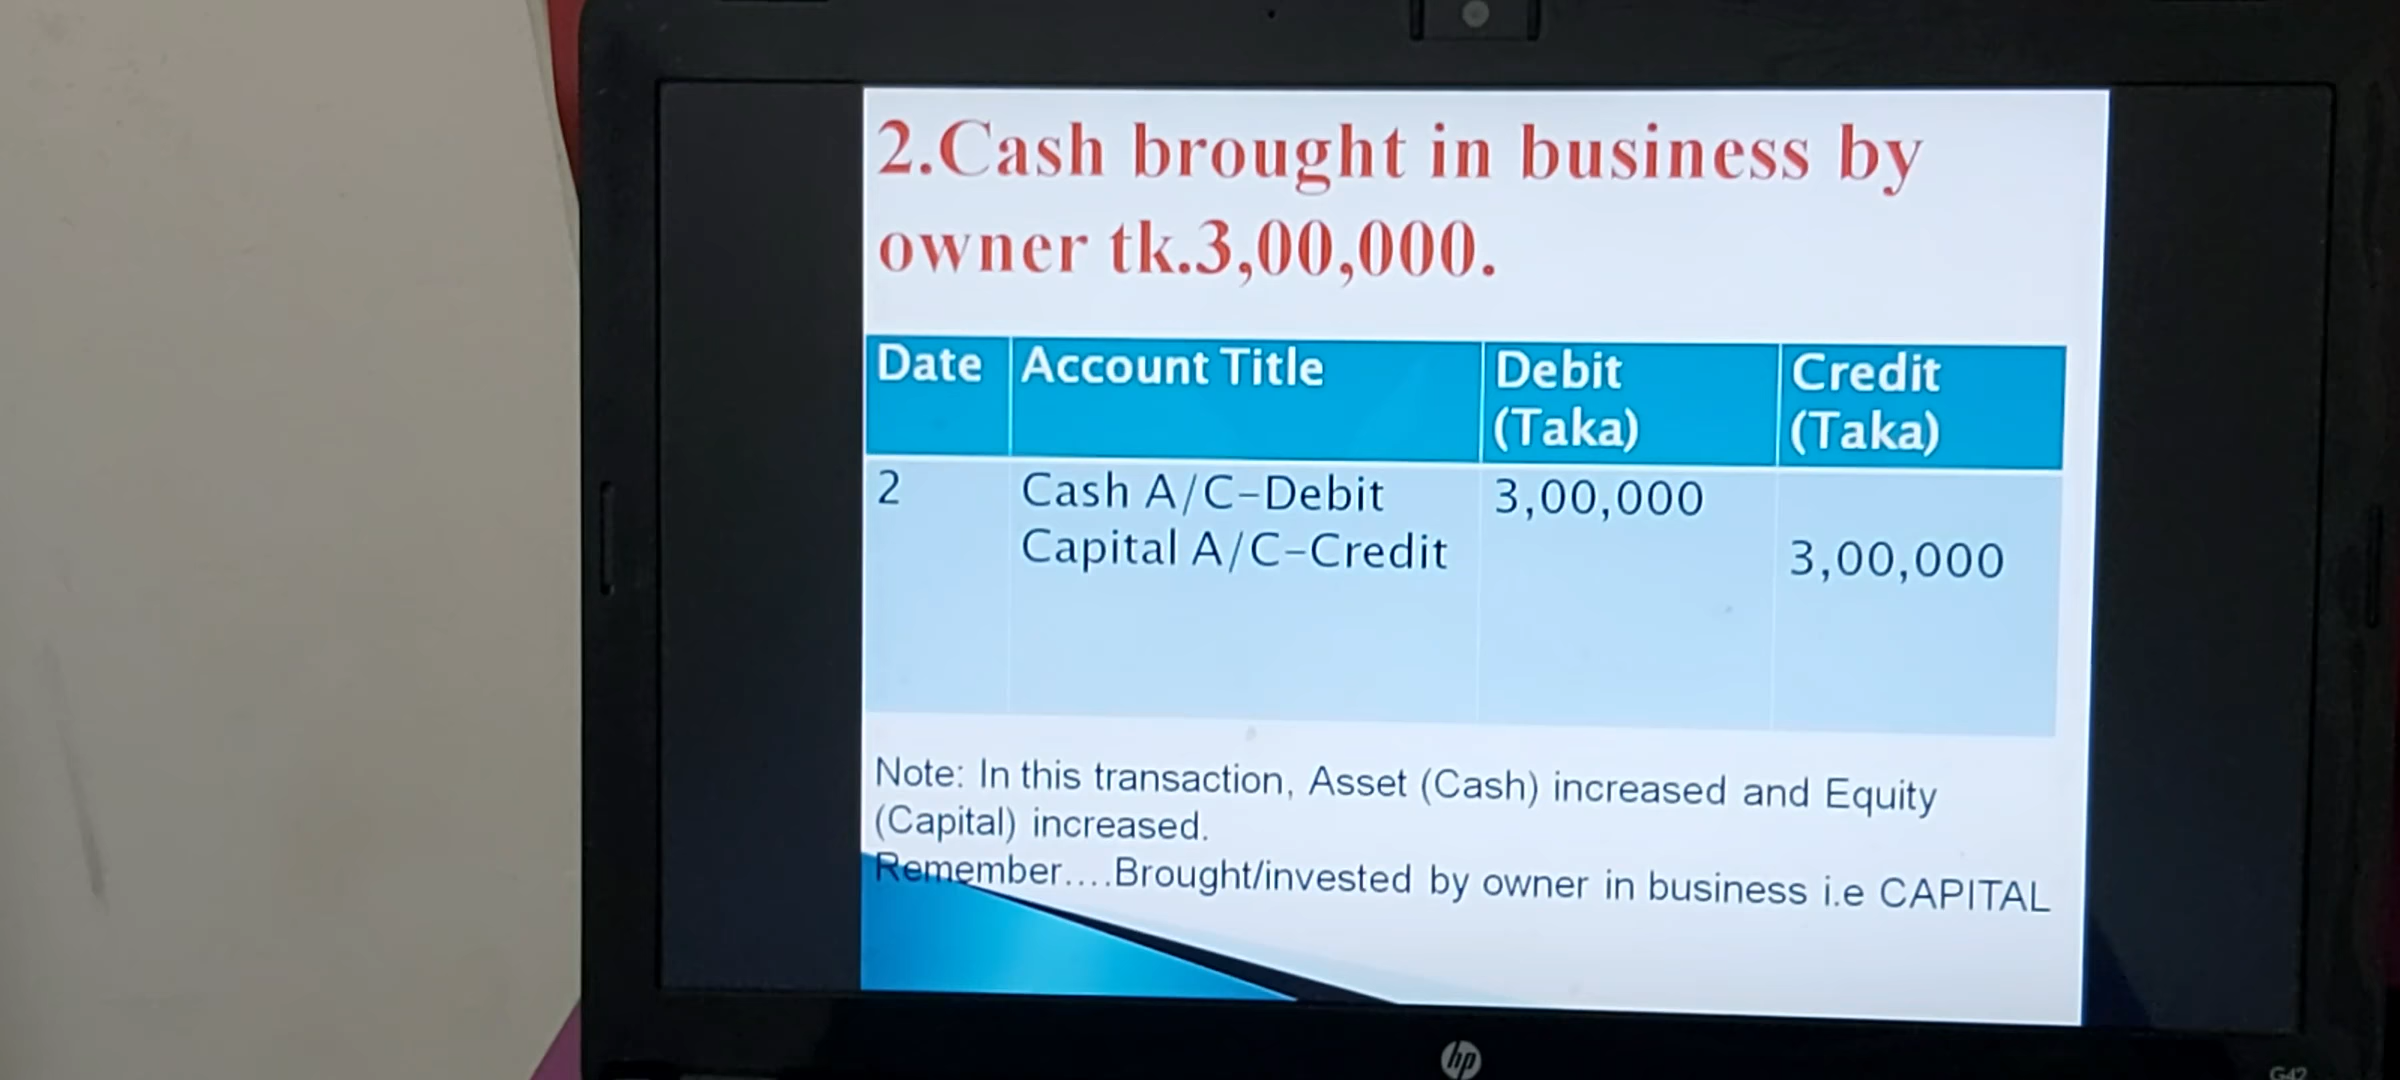 2.Cash brought in business by
owner tk.3,00,000.
Date Account Title Debit (Taka) Credit (Taka)
2 Cash A/C-Debit 3,00,000
Capital A/C-Credit 3,00,000
Note: In this transaction, Asset (Cash) increased and Equity
(Capital) increased.
Remember....Brought/invested by owner in business i.e CAPITAL
hp
G42